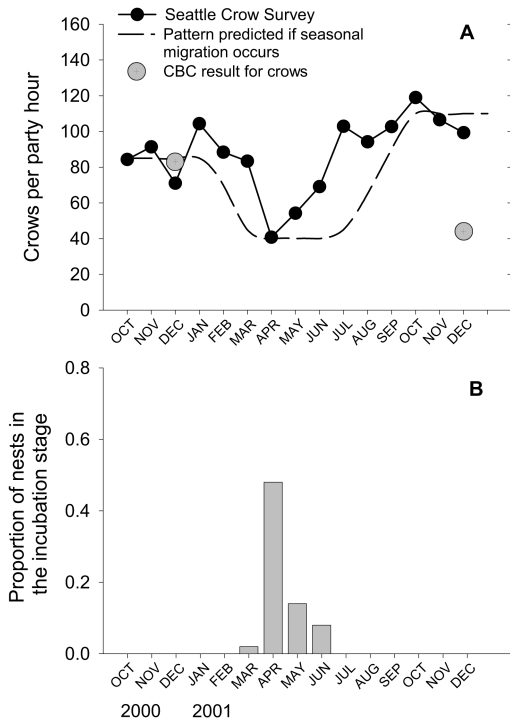 160
140
120
100
80
60
40
20
0
Crows per party hour
Seattle Crow Survey
Pattern predicted if seasonal
migration occurs
CBC result for crows
A
OCT
NOV
DEC
JAN
FEB
MAR
APR
MAY
JUN
JUL
AUG
SEP
OCT
NOV
DEC
0.8
0.6
0.4
0.2
0.0
Proportion of nests in
the incubation stage
B
OCT
NOV
DEC
JAN
FEB
MAR
APR
MAY
JUN
JUL
AUG
SEP
OCT
NOV
DEC
2000
2001